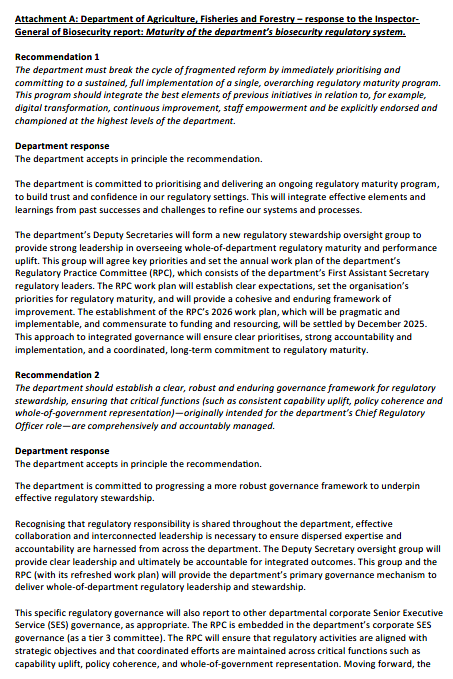 Attachment A: Department of Agriculture, Fisheries and Forestry – response to the Inspector-
General of Biosecurity report: Maturity of the department's biosecurity regulatory system.
Recommendation 1
The department must break the cycle of fragmented reform by immediately prioritising and
committing to a sustained, full implementation of a single, overarching regulatory maturity program.
This program should integrate the best elements of previous initiatives in relation to, for example,
digital transformation, continuous improvement, staff empowerment and be explicitly endorsed and
championed at the highest levels of the department.
Department response
The department accepts in principle the recommendation.
The department is committed to prioritising and delivering an ongoing regulatory maturity program,
to build trust and confidence in our regulatory settings. This will integrate effective elements and
learnings from past successes and challenges to refine our systems and processes.
The department's Deputy Secretaries will form a new regulatory stewardship oversight group to
provide strong leadership in overseeing whole-of-department regulatory maturity and performance
uplift. This group will agree key priorities and set the annual work plan of the department's
Regulatory Practice Committee (RPC), which consists of the department's First Assistant Secretary
regulatory leaders. The RPC work plan will establish clear expectations, set the organisation's
priorities for regulatory maturity, and will provide a cohesive and enduring framework of
improvement. The establishment of the RPC's 2026 work plan, which will be pragmatic and
implementable, and commensurate to funding and resourcing, will be settled by December 2025.
This approach to integrated governance will ensure clear priorities, strong accountability and
implementation, and a coordinated, long-term commitment to regulatory maturity.
Recommendation 2
The department should establish a clear, robust and enduring governance framework for regulatory
stewardship, ensuring that critical functions (such as consistent capability uplift, policy coherence and
whole-of-government representation)—originally intended for the department's Chief Regulatory
Officer role—are comprehensively and accountably managed.
Department response
The department accepts in principle the recommendation.
The department is committed to progressing a more robust governance framework to underpin
effective regulatory stewardship.
Recognising that regulatory responsibility is shared throughout the department, effective
collaboration and interconnected leadership is necessary to ensure dispersed expertise and
accountability are harnessed from across the department. The Deputy Secretary oversight group will
provide clear leadership and ultimately be accountable for integrated outcomes. This group and the
RPC (with its refreshed work plan) will provide the department's primary governance mechanism to
deliver whole-of-department regulatory leadership and stewardship.
This specific regulatory governance will also report to other departmental corporate Senior Executive
Service (SES) governance, as appropriate. The RPC is embedded in the department's corporate SES
governance (as a tier 3 committee). The RPC will ensure that regulatory activities are aligned with
strategic objectives and that coordinated efforts are maintained across critical functions such as
capability uplift, policy coherence, and whole-of-government representation. Moving forward, the